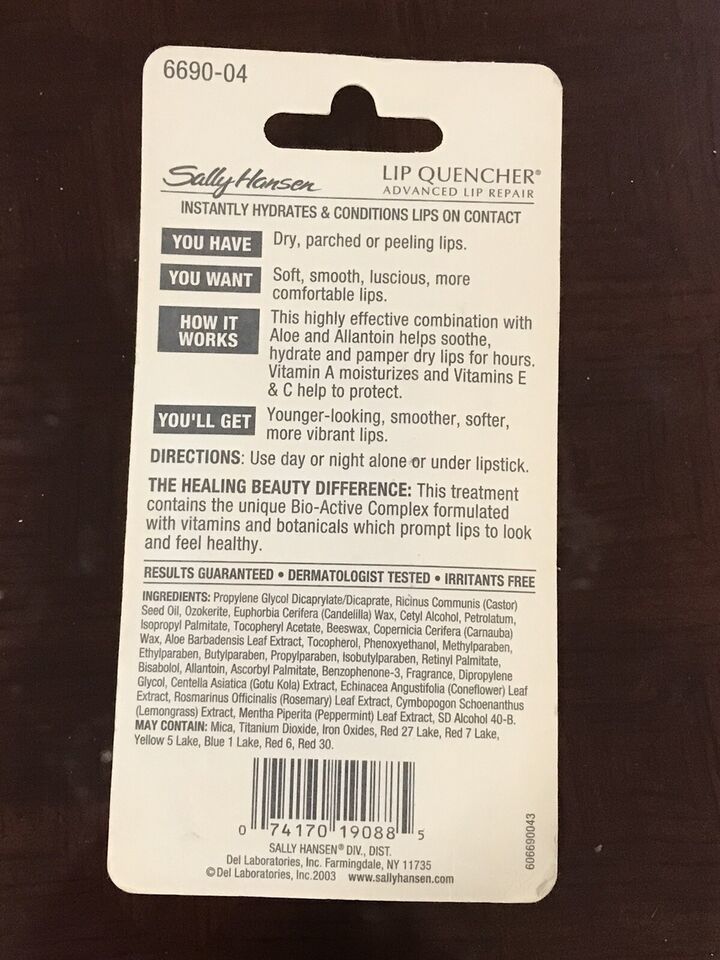 6690-04
Sally Hansen
LIP QUENCHER®
ADVANCED LIP REPAIR
INSTANTLY HYDRATES & CONDITIONS LIPS ON CONTACT
YOU HAVE Dry, parched or peeling lips.
YOU WANT Soft, smooth, luscious, more
comfortable lips.
HOW IT
WORKS
This highly effective combination with
Aloe and Allantoin helps soothe,
hydrate and pamper dry lips for hours.
Vitamin A moisturizes and Vitamins E
& C help to protect.
YOU'LL GET Younger-looking, smoother, softer,
more vibrant lips.
DIRECTIONS: Use day or night alone or under lipstick.
THE HEALING BEAUTY DIFFERENCE: This treatment
contains the unique Bio-Active Complex formulated
with vitamins and botanicals which prompt lips to look
and feel healthy.
RESULTS GUARANTEED • DERMATOLOGIST TESTED • IRRITANTS FREE
INGREDIENTS: Propylene Glycol Dicaprylate/Dicaprate, Ricinus Communis (Castor)
Seed Oil, Ozokerite, Euphorbia Cerifera (Candelilla) Wax, Cetyl Alcohol, Petrolatum,
Isopropyl Palmitate, Tocopheryl Acetate, Beeswax, Copernicia Cerifera (Carnauba)
Wax, Aloe Barbadensis Leaf Extract, Tocopherol, Phenoxyethanol, Methylparaben,
Ethylparaben, Butylparaben, Propylparaben, Isobutylparaben, Retinyl Palmitate,
Bisabolol, Allantoin, Ascorbyl Palmitate, Benzophenone-3, Fragrance, Dipropylene
Glycol, Centella Asiatica (Gotu Kola) Extract, Echinacea Angustifolia (Coneflower) Leaf
Extract, Rosmarinus Officinalis (Rosemary) Leaf Extract, Cymbopogon Schoenanthus
(Lemongrass) Extract, Mentha Piperita (Peppermint) Leaf Extract, SD Alcohol 40-B.
MAY CONTAIN: Mica, Titanium Dioxide, Iron Oxides, Red 27 Lake, Red 7 Lake,
Yellow 5 Lake, Blue 1 Lake, Red 6, Red 30.
0 74170 19088 5
SALLY HANSEN® DIV., DIST.
Del Laboratories, Inc. Farmingdale, NY 11735
©Del Laboratories, Inc.2003 www.sallyhansen.com
606690043